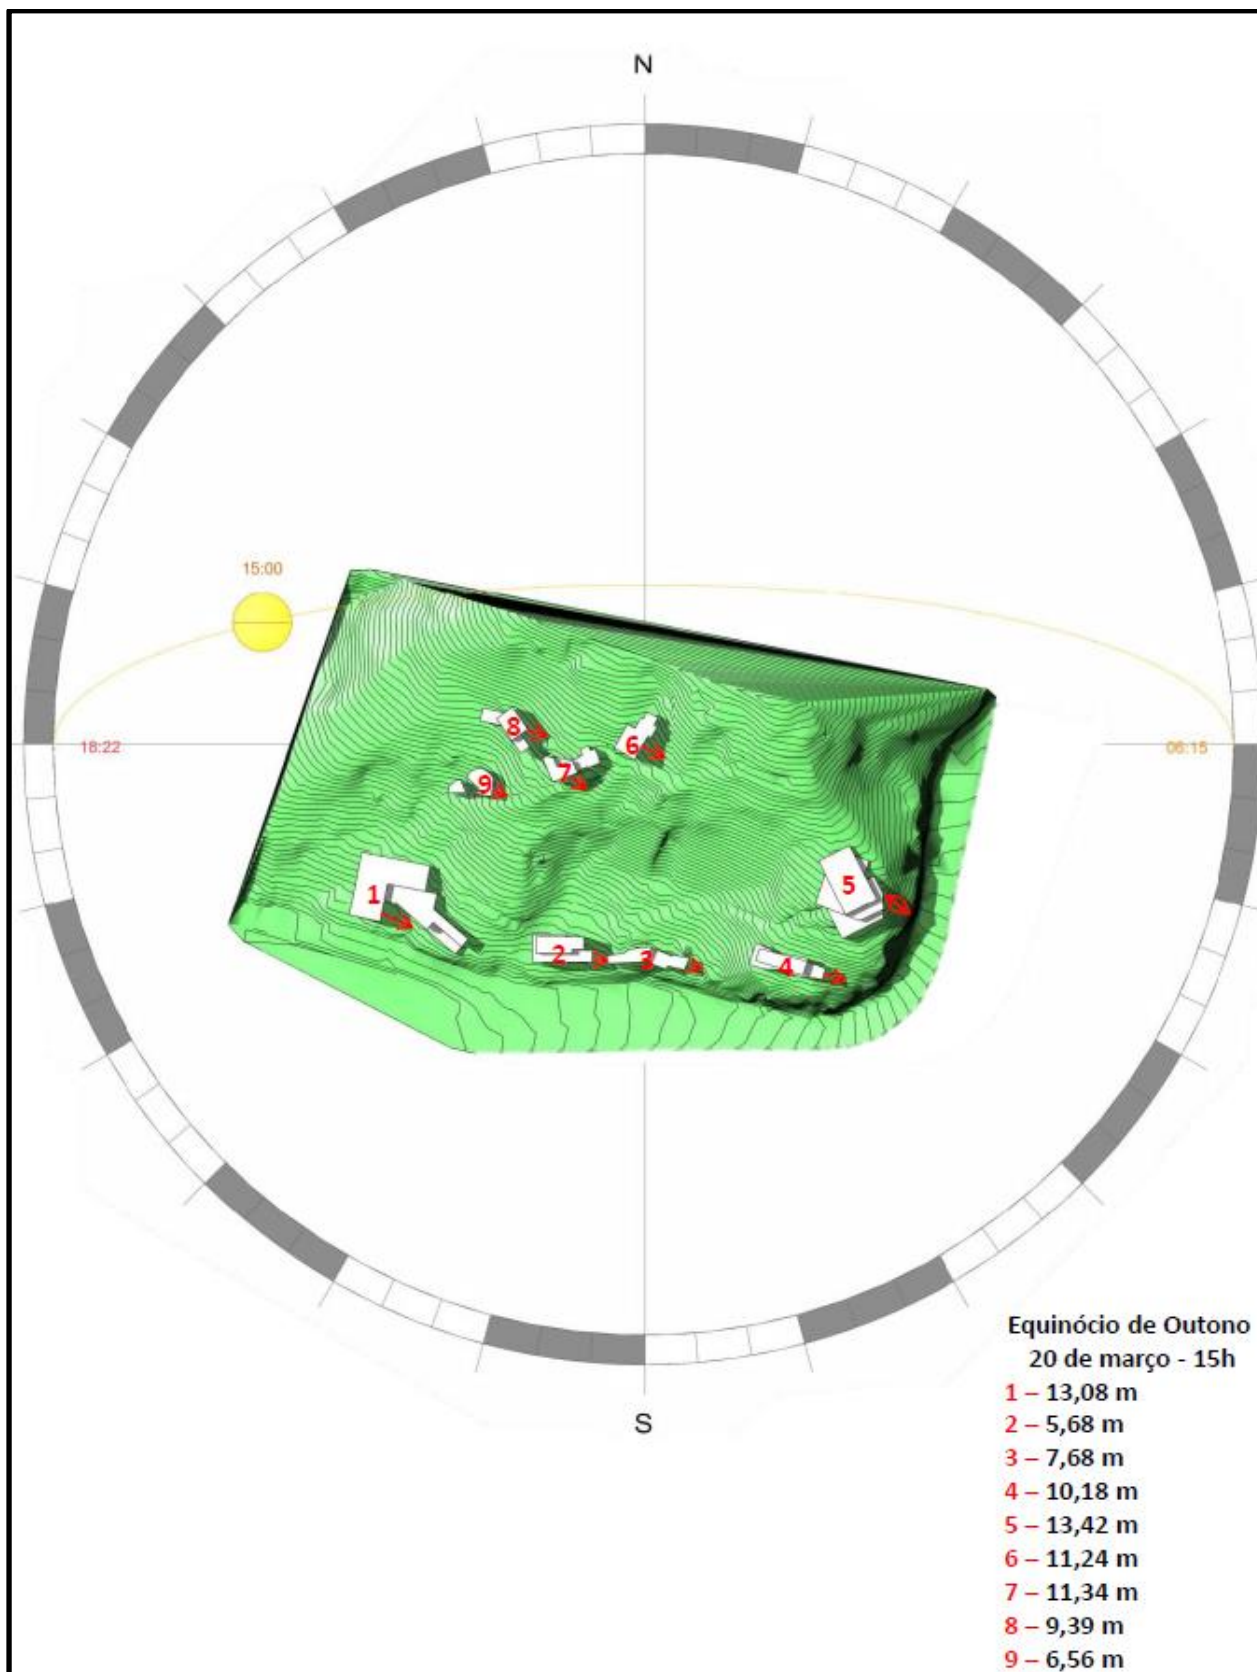 N
15:00
18:22
06:15
8
6
7
9
5
1
2
3
4
S
Equinócio de Outono
20 de março - 15h
1 – 13,08 m
2 – 5,68 m
3 – 7,68 m
4 – 10,18 m
5 – 13,42 m
6 – 11,24 m
7 – 11,34 m
8 – 9,39 m
9 – 6,56 m